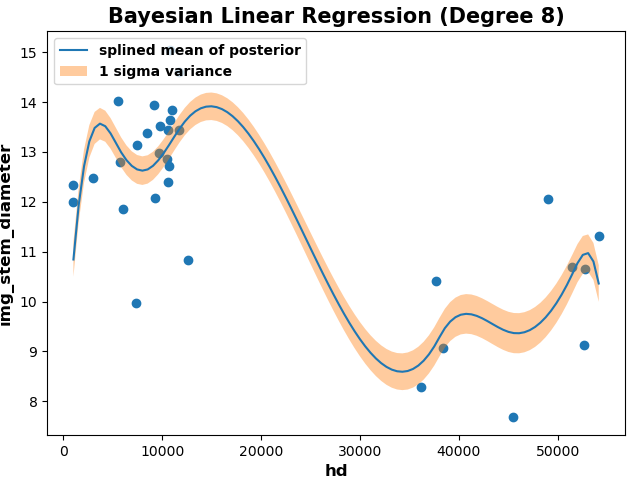 Bayesian Linear Regression (Degree 8)
splined mean of posterior
1 sigma variance
15
14
13
12
11
10
9
8
img_stem_diameter
0 10000 20000 30000 40000 50000
hd